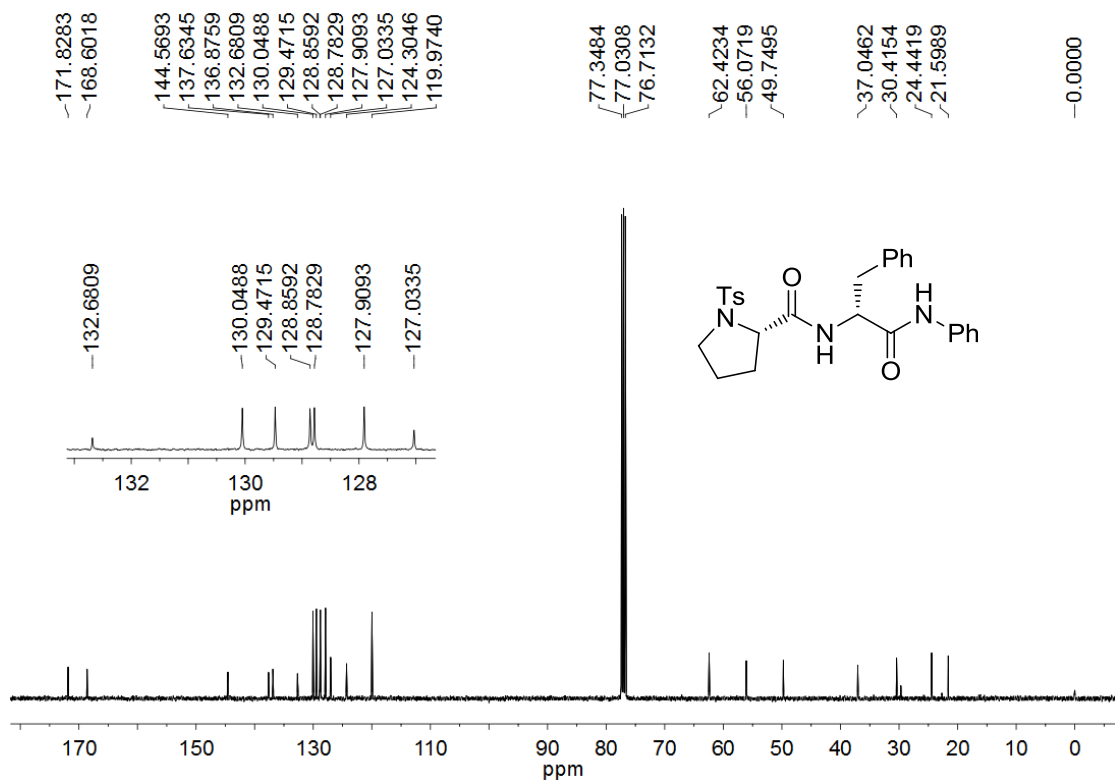 171.8283
168.6018
144.5693
137.6345
136.8759
132.6809
130.0488
129.4715
128.8592
128.7829
127.9093
127.0335
124.3046
119.9740
77.3484
77.0308
76.7132
62.4234
56.0719
49.7495
37.0462
30.4154
24.4419
21.5989
0.0000
132.6809
130.0488
129.4715
128.8592
128.7829
127.9093
127.0335
132 130 128
ppm
Ts
N
O
N
H
Ph
O
H
N
Ph
170 150 130 110 90 80 70 60 50 40 30 20 10 0
ppm